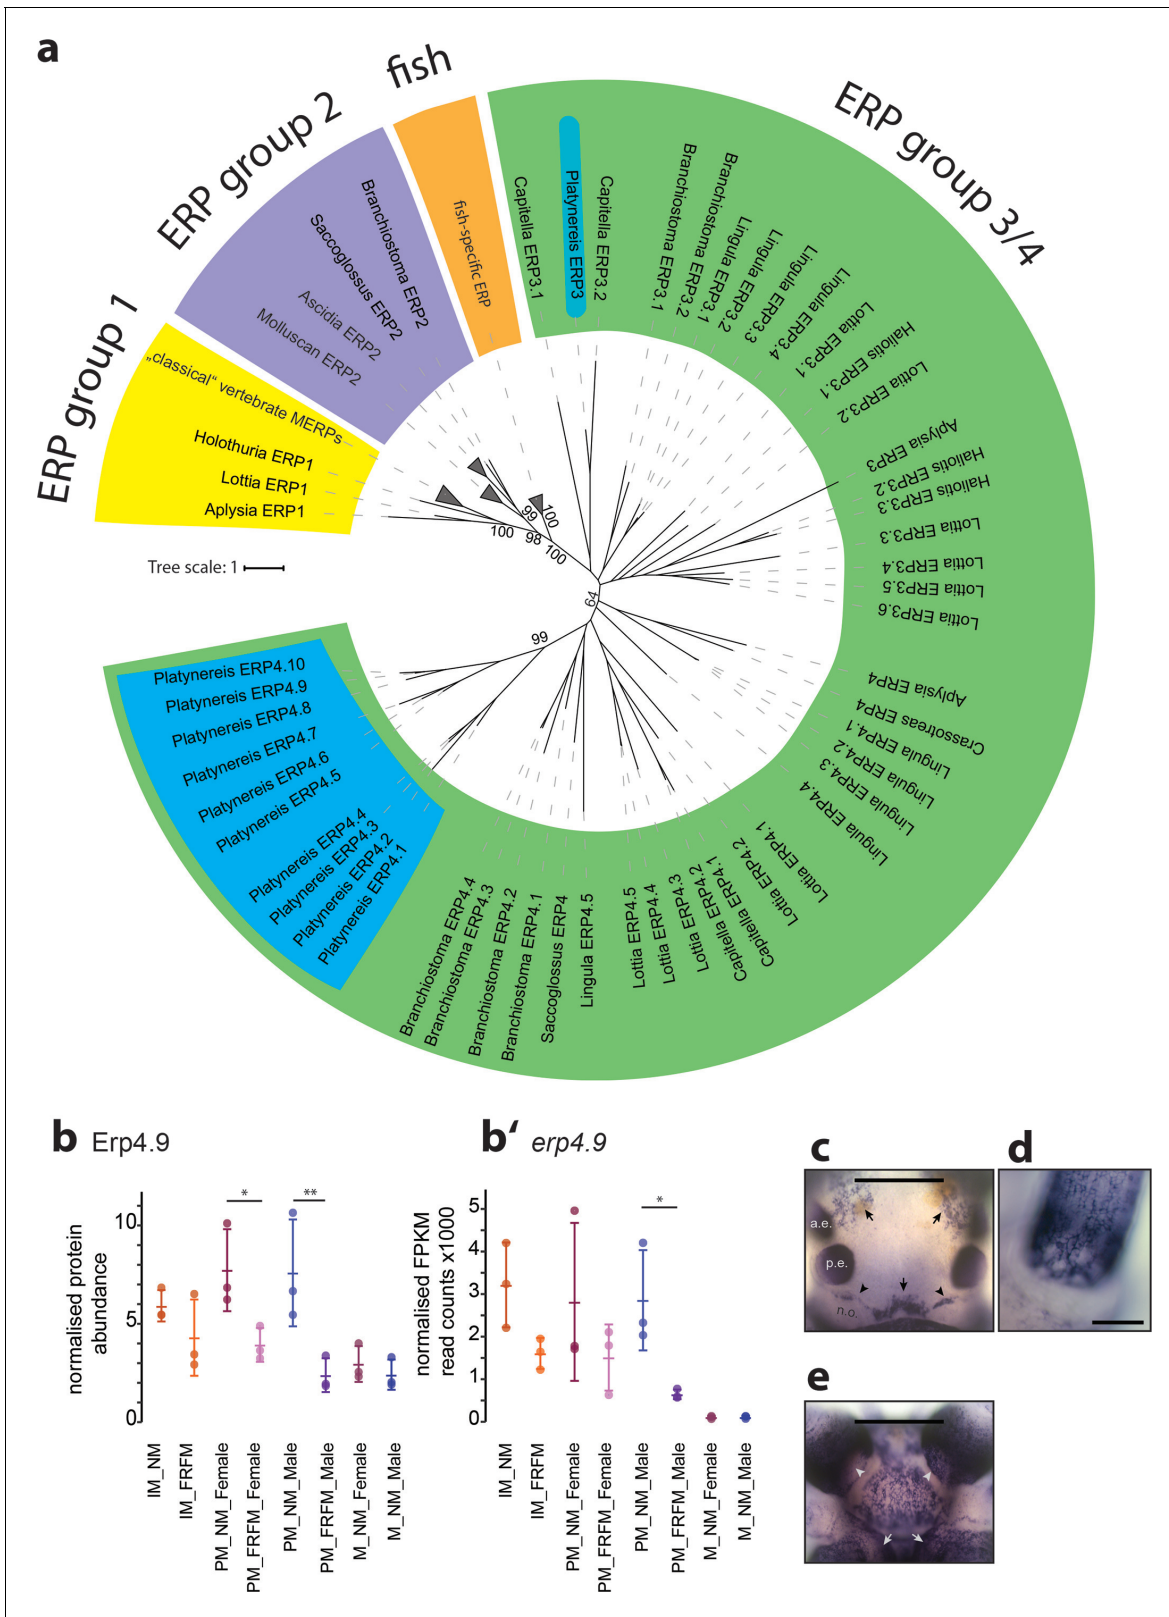 a
ERP group 1
ERP group 2
fish
ERP group 3/4
Aplysia ERP1
Lottia ERP1
Holothuria ERP1
„classical“ vertebrate MERPs
Molluscan ERP2
Ascidia ERP2
Saccoglossus ERP2
Branchiostoma ERP2
fish-specific ERP
Capitella ERP3.1
Platynereis ERP3
Capitella ERP3.2
Branchiostoma ERP3.1
Branchiostoma ERP3.2
Lingula ERP3.1
Lingula ERP3.2
Lingula ERP3.3
Lingula ERP3.4
Lottia ERP3.1
Haliotis ERP3.1
Lottia ERP3.2
Aplysia ERP3
Haliotis ERP3.2
Haliotis ERP3.3
Lottia ERP3.3
Lottia ERP3.4
Lottia ERP3.5
Lottia ERP3.6
Aplysia ERP4
Crassotreas ERP4
Lingula ERP4.1
Lingula ERP4.2
Lingula ERP4.3
Lingula ERP4.4
Lottia ERP4.1
Lottia ERP4.2
Capitella ERP4.1
Capitella ERP4.2
Lottia ERP4.3
Lottia ERP4.4
Lottia ERP4.5
Lingula ERP4.5
Saccoglossus ERP4
Branchiostoma ERP4.1
Branchiostoma ERP4.2
Branchiostoma ERP4.3
Branchiostoma ERP4.4
Platynereis ERP4.1
Platynereis ERP4.2
Platynereis ERP4.3
Platynereis ERP4.4
Platynereis ERP4.5
Platynereis ERP4.6
Platynereis ERP4.7
Platynereis ERP4.8
Platynereis ERP4.9
Platynereis ERP4.10
100
98
99
100
100
64
99
Tree scale: 1
b Erp4.9
normalised protein
abundance
10
5
0
*
**
IM_NM
IM_FRFM
PM_NM_Female
PM_FRFM_Female
PM_NM_Male
PM_FRFM_Male
M_NM_Female
M_NM_Male
b‘ erp4.9
normalised FPKM
read counts x1000
5
4
3
2
1
0
*
IM_NM
IM_FRFM
PM_NM_Female
PM_FRFM_Female
PM_NM_Male
PM_FRFM_Male
M_NM_Female
M_NM_Male
c
a.e.
p.e.
n.o.
d
e